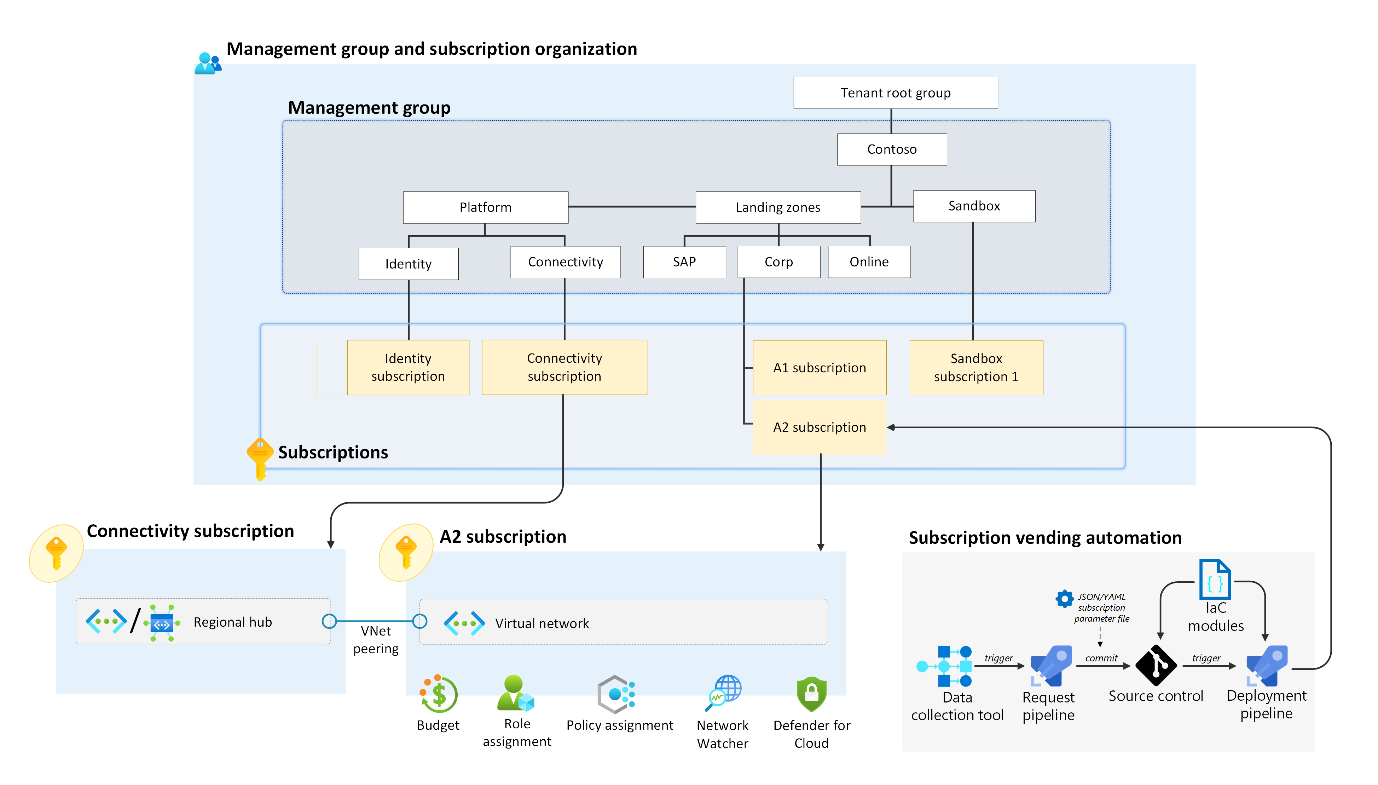 Management group and subscription organization
Tenant root group
Management group
Contoso
Platform
Landing zones
Sandbox
Identity
Connectivity
SAP
Corp
Online
Identity
subscription
Connectivity
subscription
A1 subscription
Sandbox
subscription 1
A2 subscription
Subscriptions
Connectivity subscription
A2 subscription
Subscription vending automation
Regional hub
VNet
peering
Virtual network
Budget
Role
assignment
Policy assignment
Network
Watcher
Defender for
Cloud
JSON/YAML
subscription
parameter file
IaC
modules
trigger
commit
trigger
Data
collection tool
Request
pipeline
Source control
Deployment
pipeline